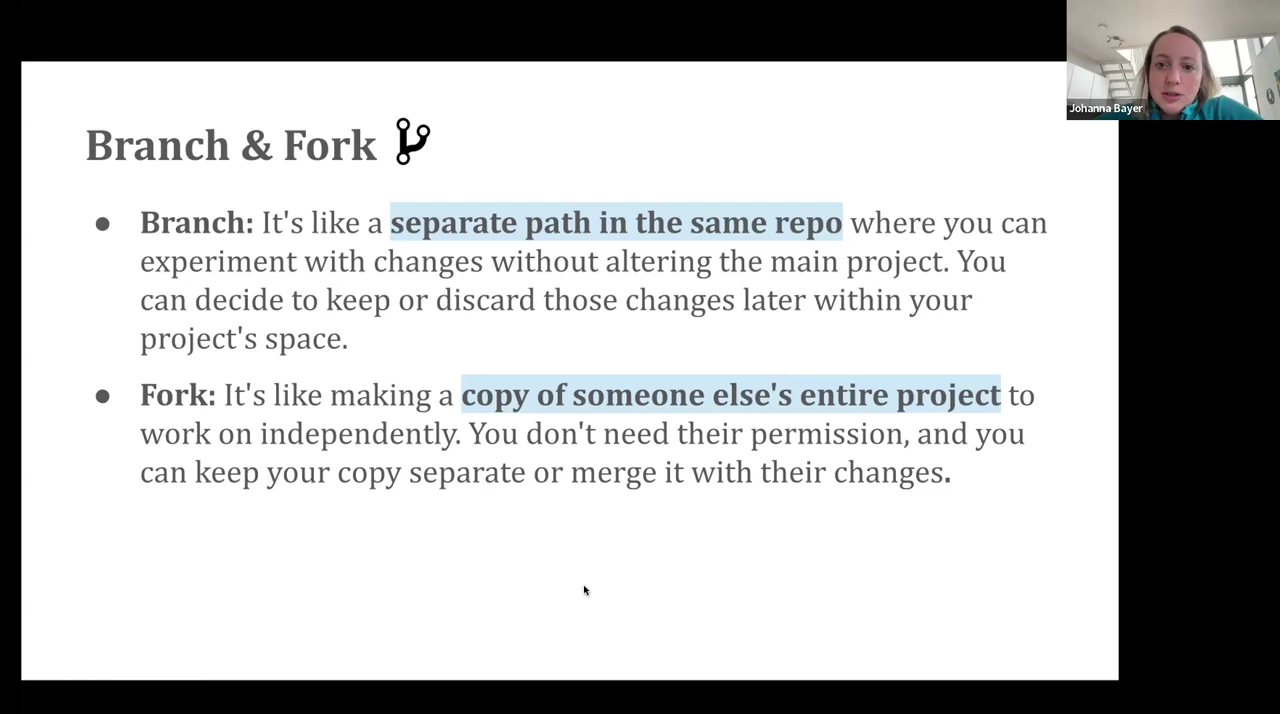 Johanna Bayer
Branch & Fork
● Branch: It's like a separate path in the same repo where you can
experiment with changes without altering the main project. You
can decide to keep or discard those changes later within your
project's space.
● Fork: It's like making a copy of someone else's entire project to
work on independently. You don't need their permission, and you
can keep your copy separate or merge it with their changes.